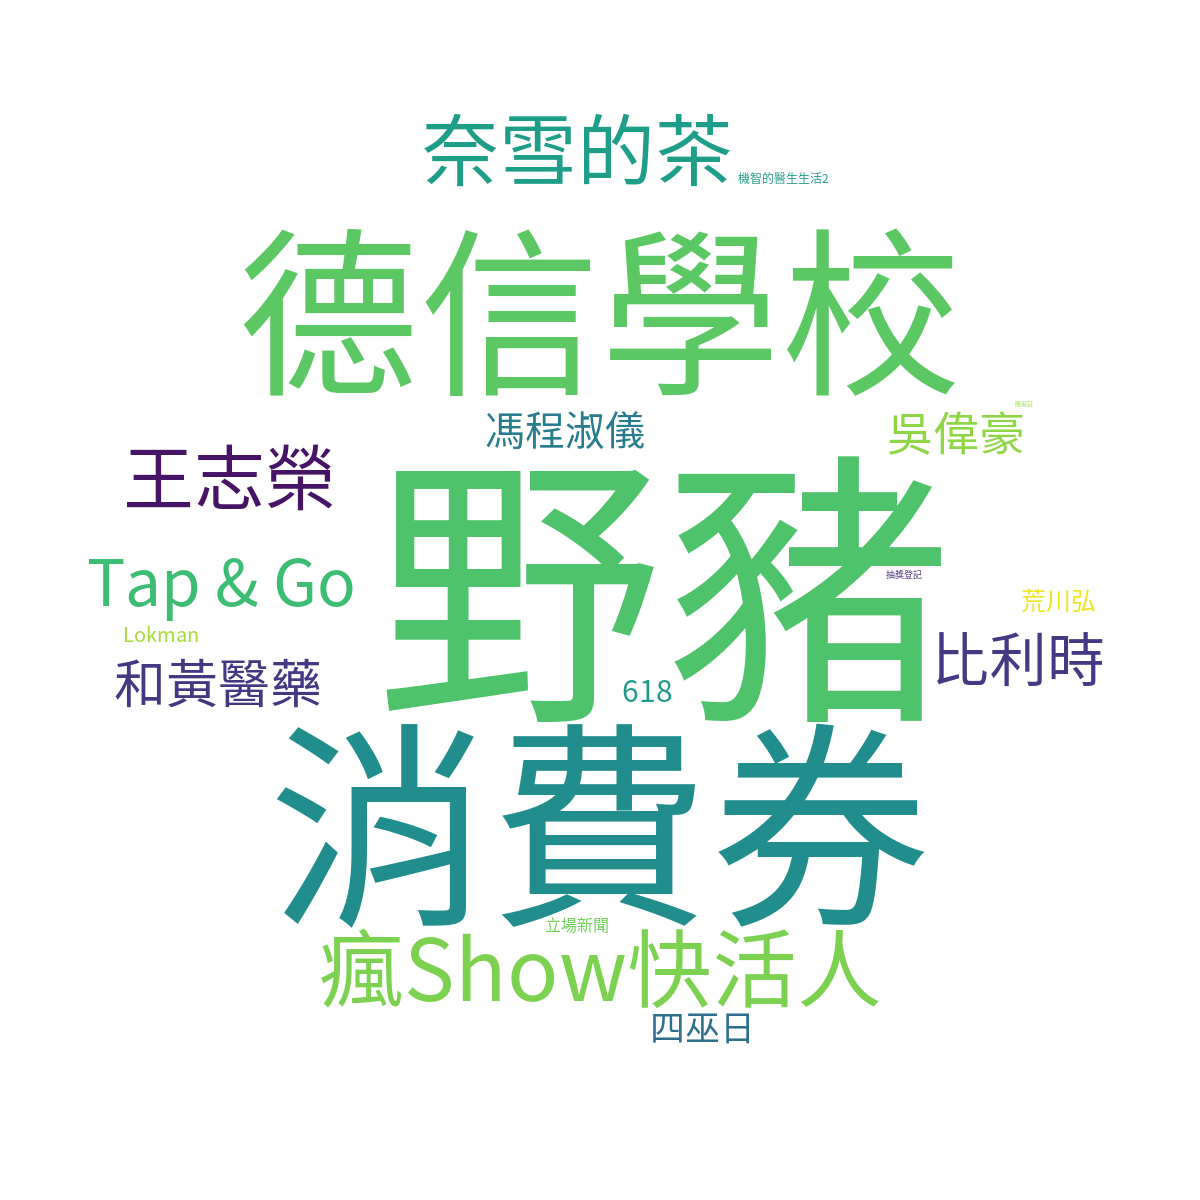 奈雪的茶
機智的醫生生活2
德信學校
馮程淑儀
吳偉豪
王志榮
野豬
Tap & Go
抽獎登記
荒川弘
Lokman
比利時
和黃醫藥
618
消費券
立場新聞
瘋Show快活人
四巫日